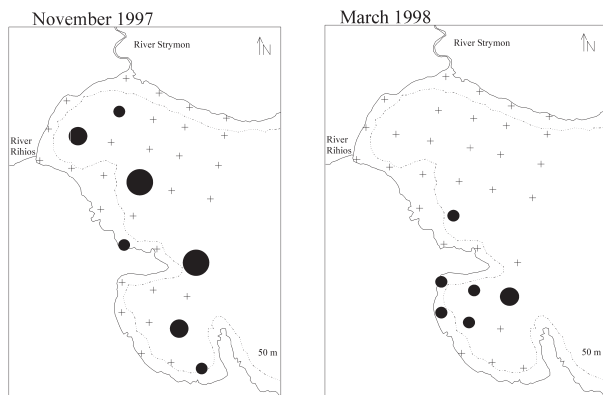 November 1997
River Strymon
N
River
Rihios
50 m
March 1998
River Strymon
N
River
Rihios
50 m